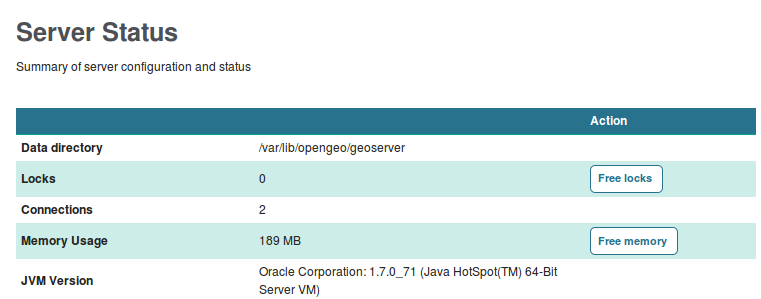 Server Status
Summary of server configuration and status
Action
Data directory /var/lib/opengeo/geoserver
Locks 0 Free locks
Connections 2
Memory Usage 189 MB Free memory
JVM Version Oracle Corporation: 1.7.0_71 (Java HotSpot(TM) 64-Bit
Server VM)